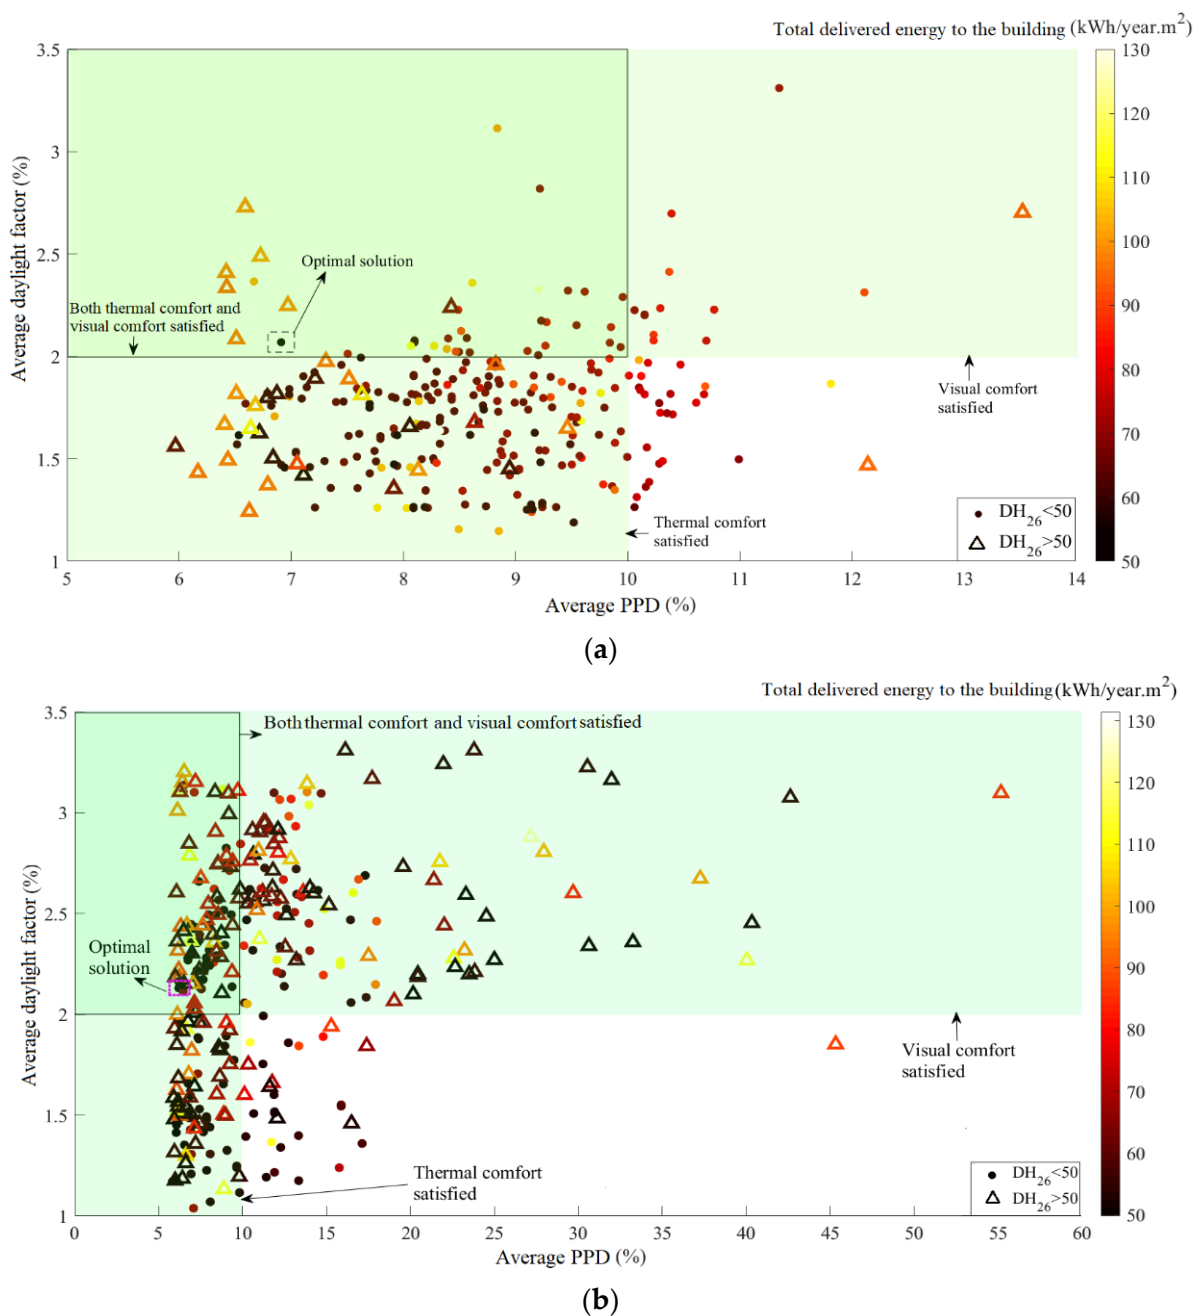 Total delivered energy to the building (kWh/year.m²)
3.5
3
2.5
2
1.5
1
Average daylight factor (%)
130
120
110
100
90
80
70
60
50
Optimal solution
Both thermal comfort and
visual comfort satisfied
Visual comfort
satisfied
Thermal comfort
satisfied
DH26<50
DH26>50
5 6 7 8 9 10 11 12 13 14
Average PPD (%)
(a)
Total delivered energy to the building (kWh/year.m²)
3.5
3
2.5
2
1.5
1
Average daylight factor (%)
130
120
110
100
90
80
70
60
50
Both thermal comfort and visual comfort satisfied
Optimal
solution
Visual comfort
satisfied
Thermal comfort
satisfied
DH26<50
DH26>50
0 5 10 15 20 25 30 35 40 45 50 55 60
Average PPD (%)
(b)